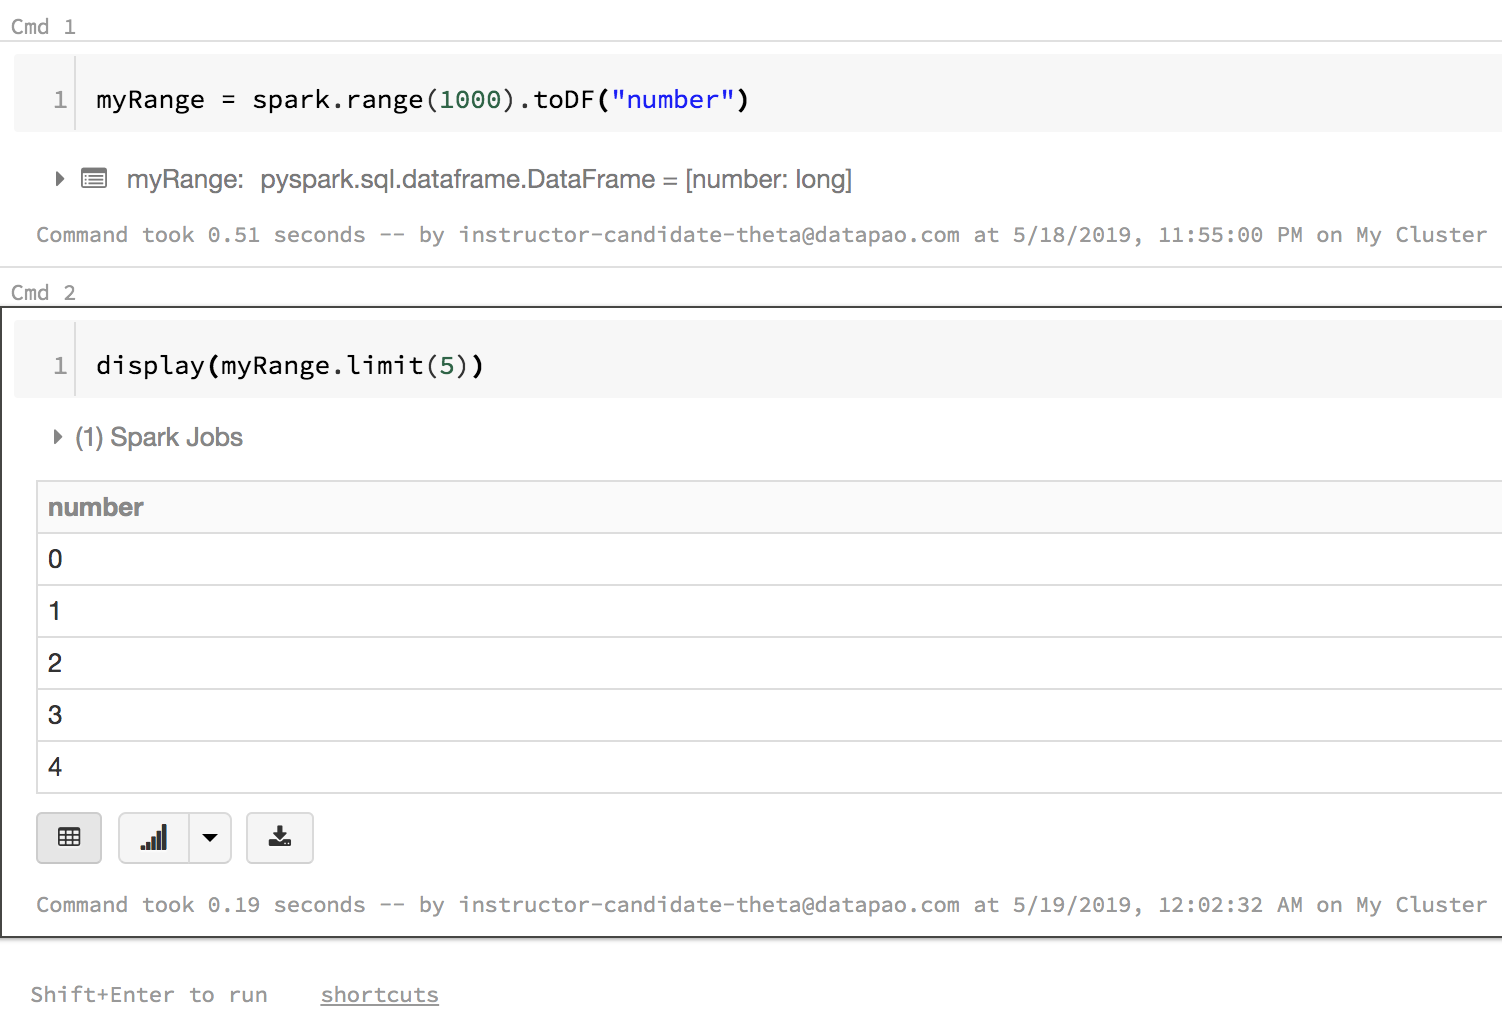 Cmd 1
1 myRange = spark.range(1000).toDF("number")
myRange: pyspark.sql.dataframe.DataFrame = [number: long]
Command took 0.51 seconds -- by instructor-candidate-theta@datapao.com at 5/18/2019, 11:55:00 PM on My Cluster
Cmd 2
1 display(myRange.limit(5))
(1) Spark Jobs
number
0
1
2
3
4
Command took 0.19 seconds -- by instructor-candidate-theta@datapao.com at 5/19/2019, 12:02:32 AM on My Cluster
Shift+Enter to run shortcuts